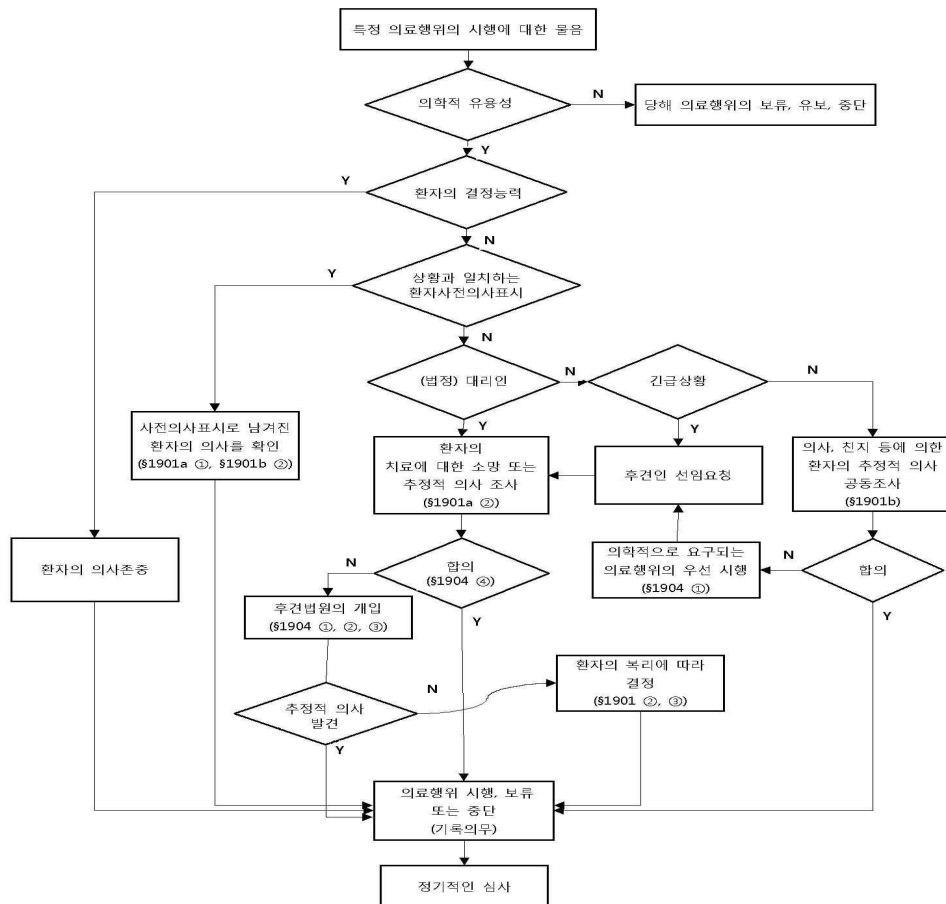 특정 의료행위의 시행에 대한 물음
의학적 유용성
N
당해 의료행위의 보류, 유보, 중단
Y
Y
환자의 결정능력
N
Y
상황과 일치하는
환자사전의사표시
N
(법정) 대리인
N
긴급상황
N
Y
Y
사전의사표시로 남겨진
환자의 의사를 확인
(§1901a ①, §1901b ②)
환자의
치료에 대한 소망 또는
추정적 의사 조사
(§1901a ②)
후견인 선임요청
의사, 친지 등에 의한
환자의 추정적 의사
공동조사
(§1901b)
환자의 의사존중
N
합의
(§1904 ④)
의학적으로 요구되는
의료행위의 우선 시행
(§1904 ①)
N
합의
후견법원의 개입
(§1904 ①, ②, ③)
Y
Y
추정적 의사
발견
N
환자의 복리에 따라
결정
(§1901 ②, ③)
Y
의료행위 시행, 보류
또는 중단
(기록의무)
정기적인 심사